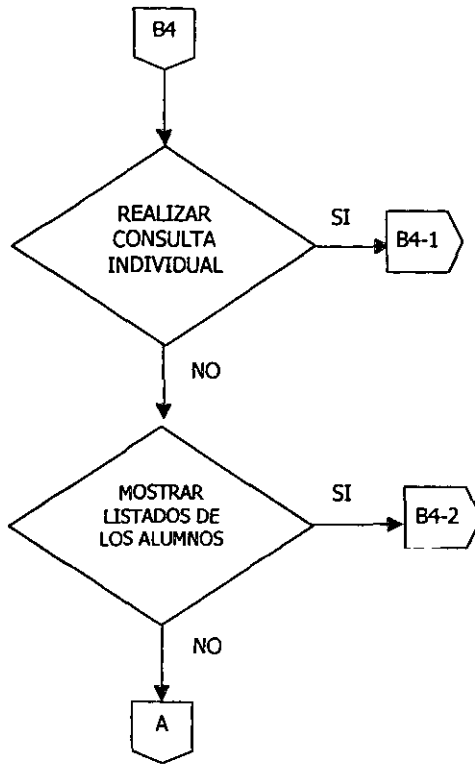 B4
REALIZAR
CONSULTA
INDIVIDUAL
SI
B4-1
NO
MOSTRAR
LISTADOS DE
LOS ALUMNOS
SI
B4-2
NO
A